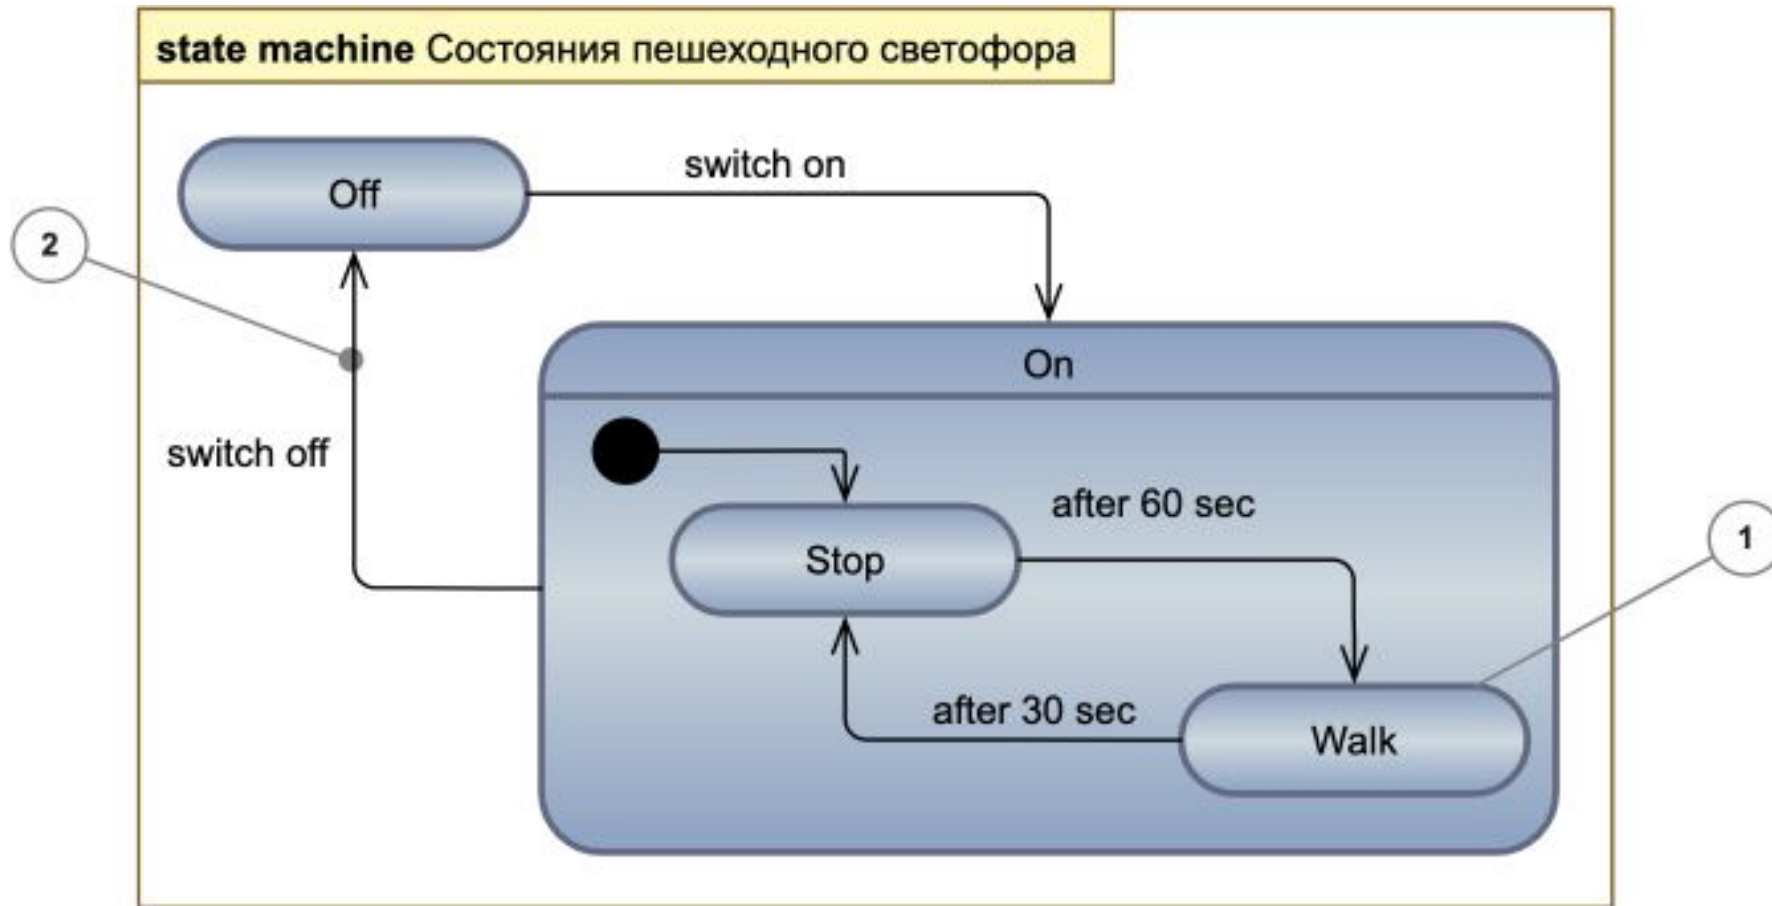 state machine Состояния пешеходного светофора
switch on
Off
2
On
switch off
after 60 sec
1
Stop
after 30 sec
Walk